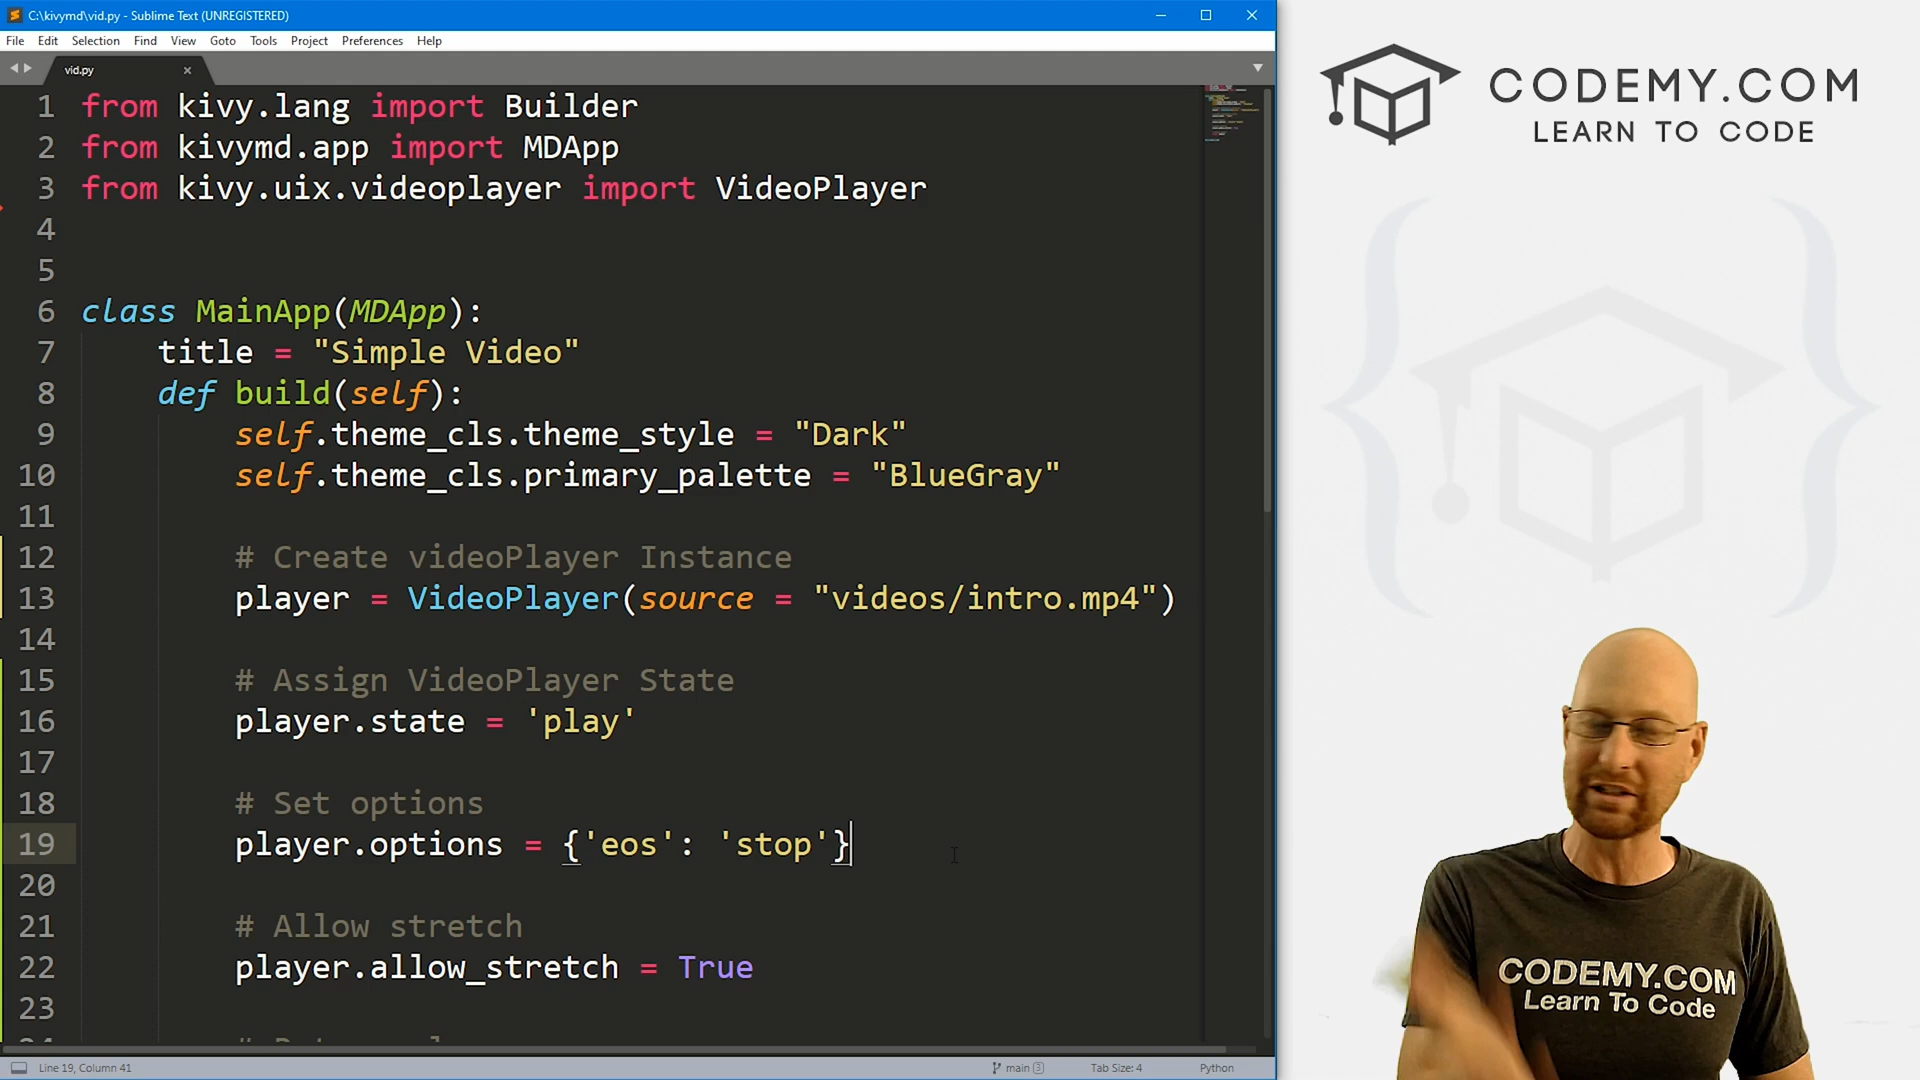 C:\kivymd\vid.py - Sublime Text (UNREGISTERED)
File Edit Selection Find View Goto Tools Project Preferences Help
vid.py
1 from kivy.lang import Builder
2 from kivymd.app import MDApp
3 from kivy.uix.videoplayer import VideoPlayer
4
5
6 class MainApp(MDApp):
7 title = "Simple Video"
8 def build(self):
9 self.theme_cls.theme_style = "Dark"
10 self.theme_cls.primary_palette = "BlueGray"
11
12 # Create videoPlayer Instance
13 player = VideoPlayer(source = "videos/intro.mp4")
14
15 # Assign VideoPlayer State
16 player.state = 'play'
17
18 # Set options
19 player.options = {'eos': 'stop'}
20
21 # Allow stretch
22 player.allow_stretch = True
23
Line 19, Column 41
main 3
Tab Size: 4
Python
CODEMY.COM
LEARN TO CODE
CODEMY.COM
Learn To Code